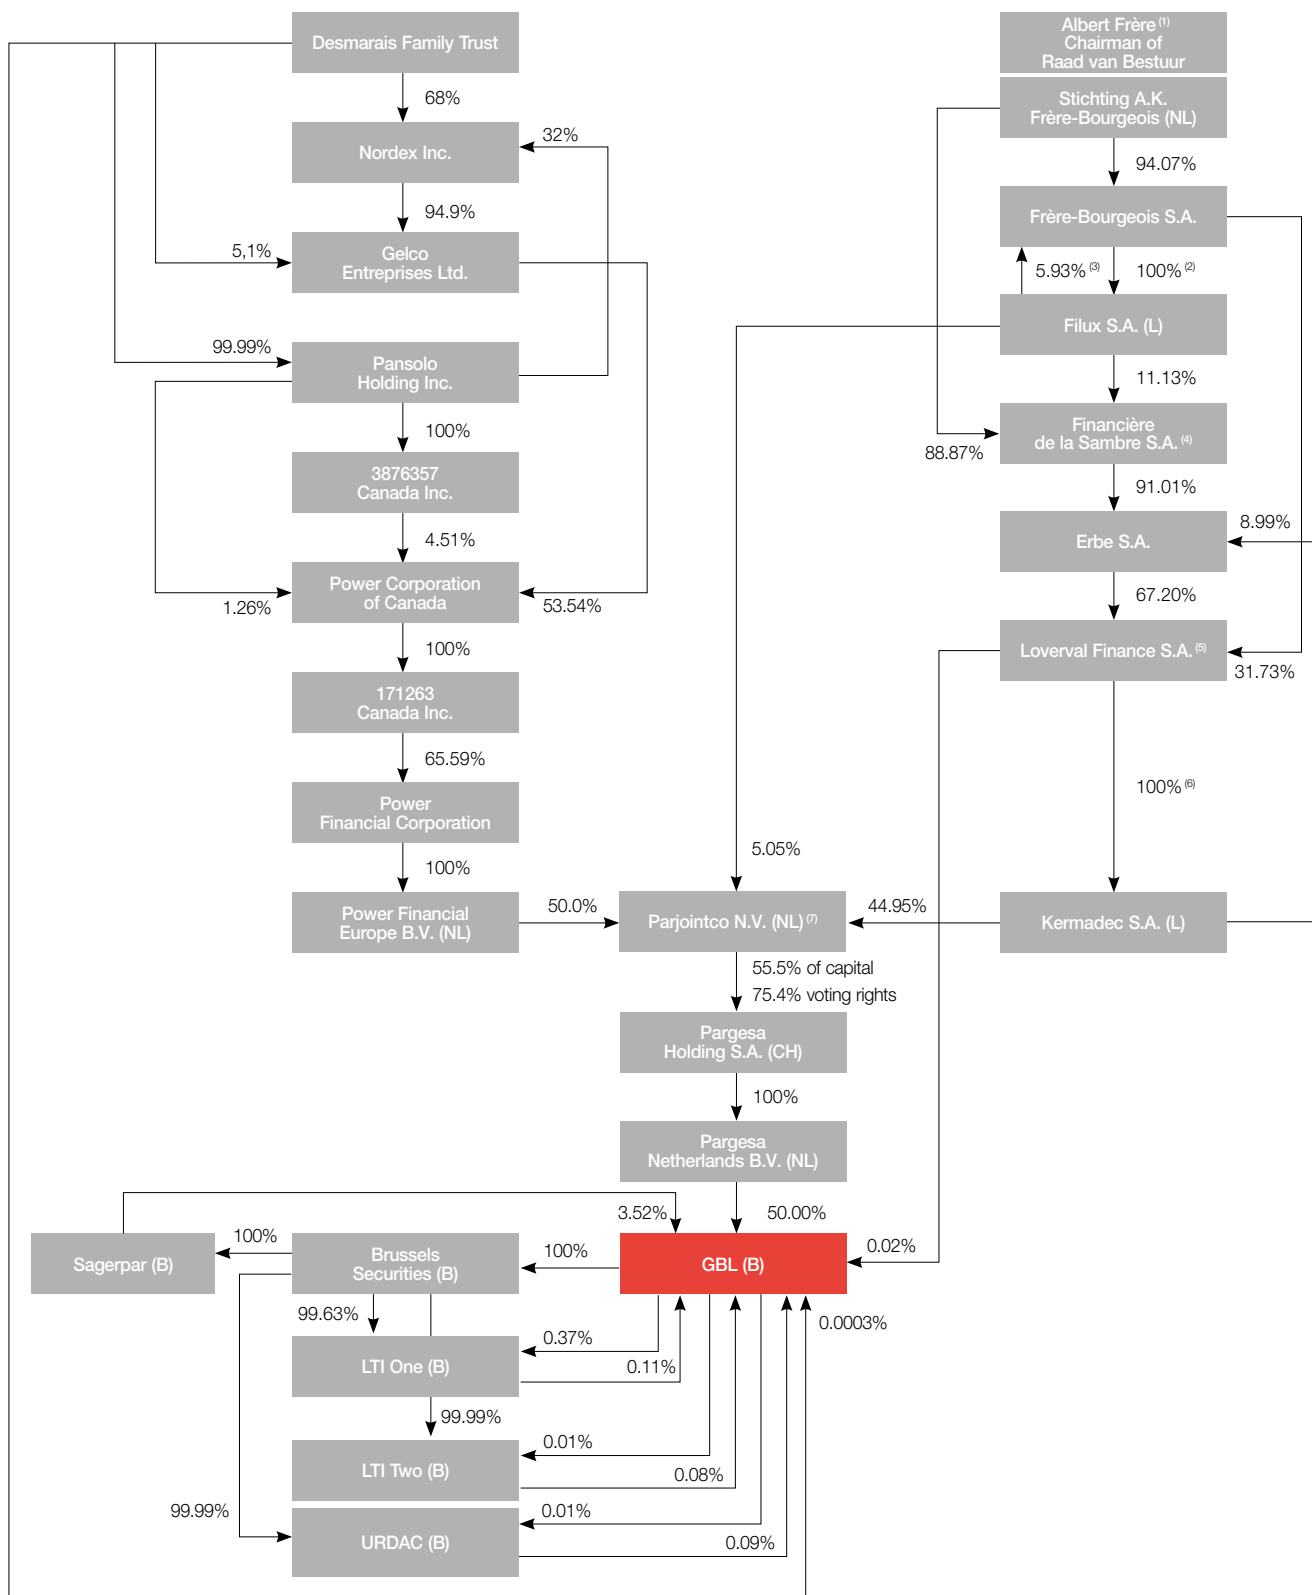 Desmarais Family Trust
68%
Nordex Inc.
32%
94.9%
5,1%
Gelco
Entreprises Ltd.
99.99%
Pansolo
Holding Inc.
100%
3876357
Canada Inc.
4.51%
Power Corporation
of Canada
1.26%
53.54%
100%
171263
Canada Inc.
65.59%
Power
Financial Corporation
100%
Power Financial
Europe B.V. (NL)
50.0%
Albert Frère (1)
Chairman of
Raad van Bestuur
Stichting A.K.
Frère-Bourgeois (NL)
94.07%
Frère-Bourgeois S.A.
5.93% (3)
100% (2)
Filux S.A. (L)
11.13%
Financière
de la Sambre S.A. (4)
88.87%
91.01%
Erbe S.A.
8.99%
67.20%
Loverval Finance S.A. (5)
31.73%
100% (6)
5.05%
Parjointco N.V. (NL) (7)
44.95%
Kermadec S.A. (L)
55.5% of capital
75.4% voting rights
Pargesa
Holding S.A. (CH)
100%
Pargesa
Netherlands B.V. (NL)
3.52%
50.00%
Sagerpar (B)
100%
Brussels
Securities (B)
100%
GBL (B)
0.02%
99.63%
0.37%
0.0003%
LTI One (B)
0.11%
99.99%
0.01%
LTI Two (B)
0.08%
99.99%
0.01%
URDAC (B)
0.09%